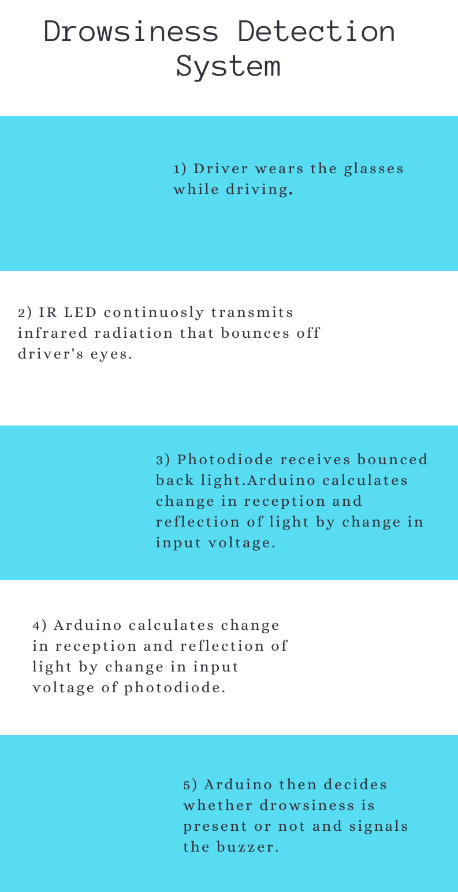 Drowsiness Detection
System
1) Driver wears the glasses
while driving.
2) IR LED continuosly transmits
infrared radiation that bounces off
driver's eyes.
3) Photodiode receives bounced
back light.Arduino calculates
change in reception and
reflection of light by change in
input voltage.
4) Arduino calculates change
in reception and reflection of
light by change in input
voltage of photodiode.
5) Arduino then decides
whether drowsiness is
present or not and signals
the buzzer.